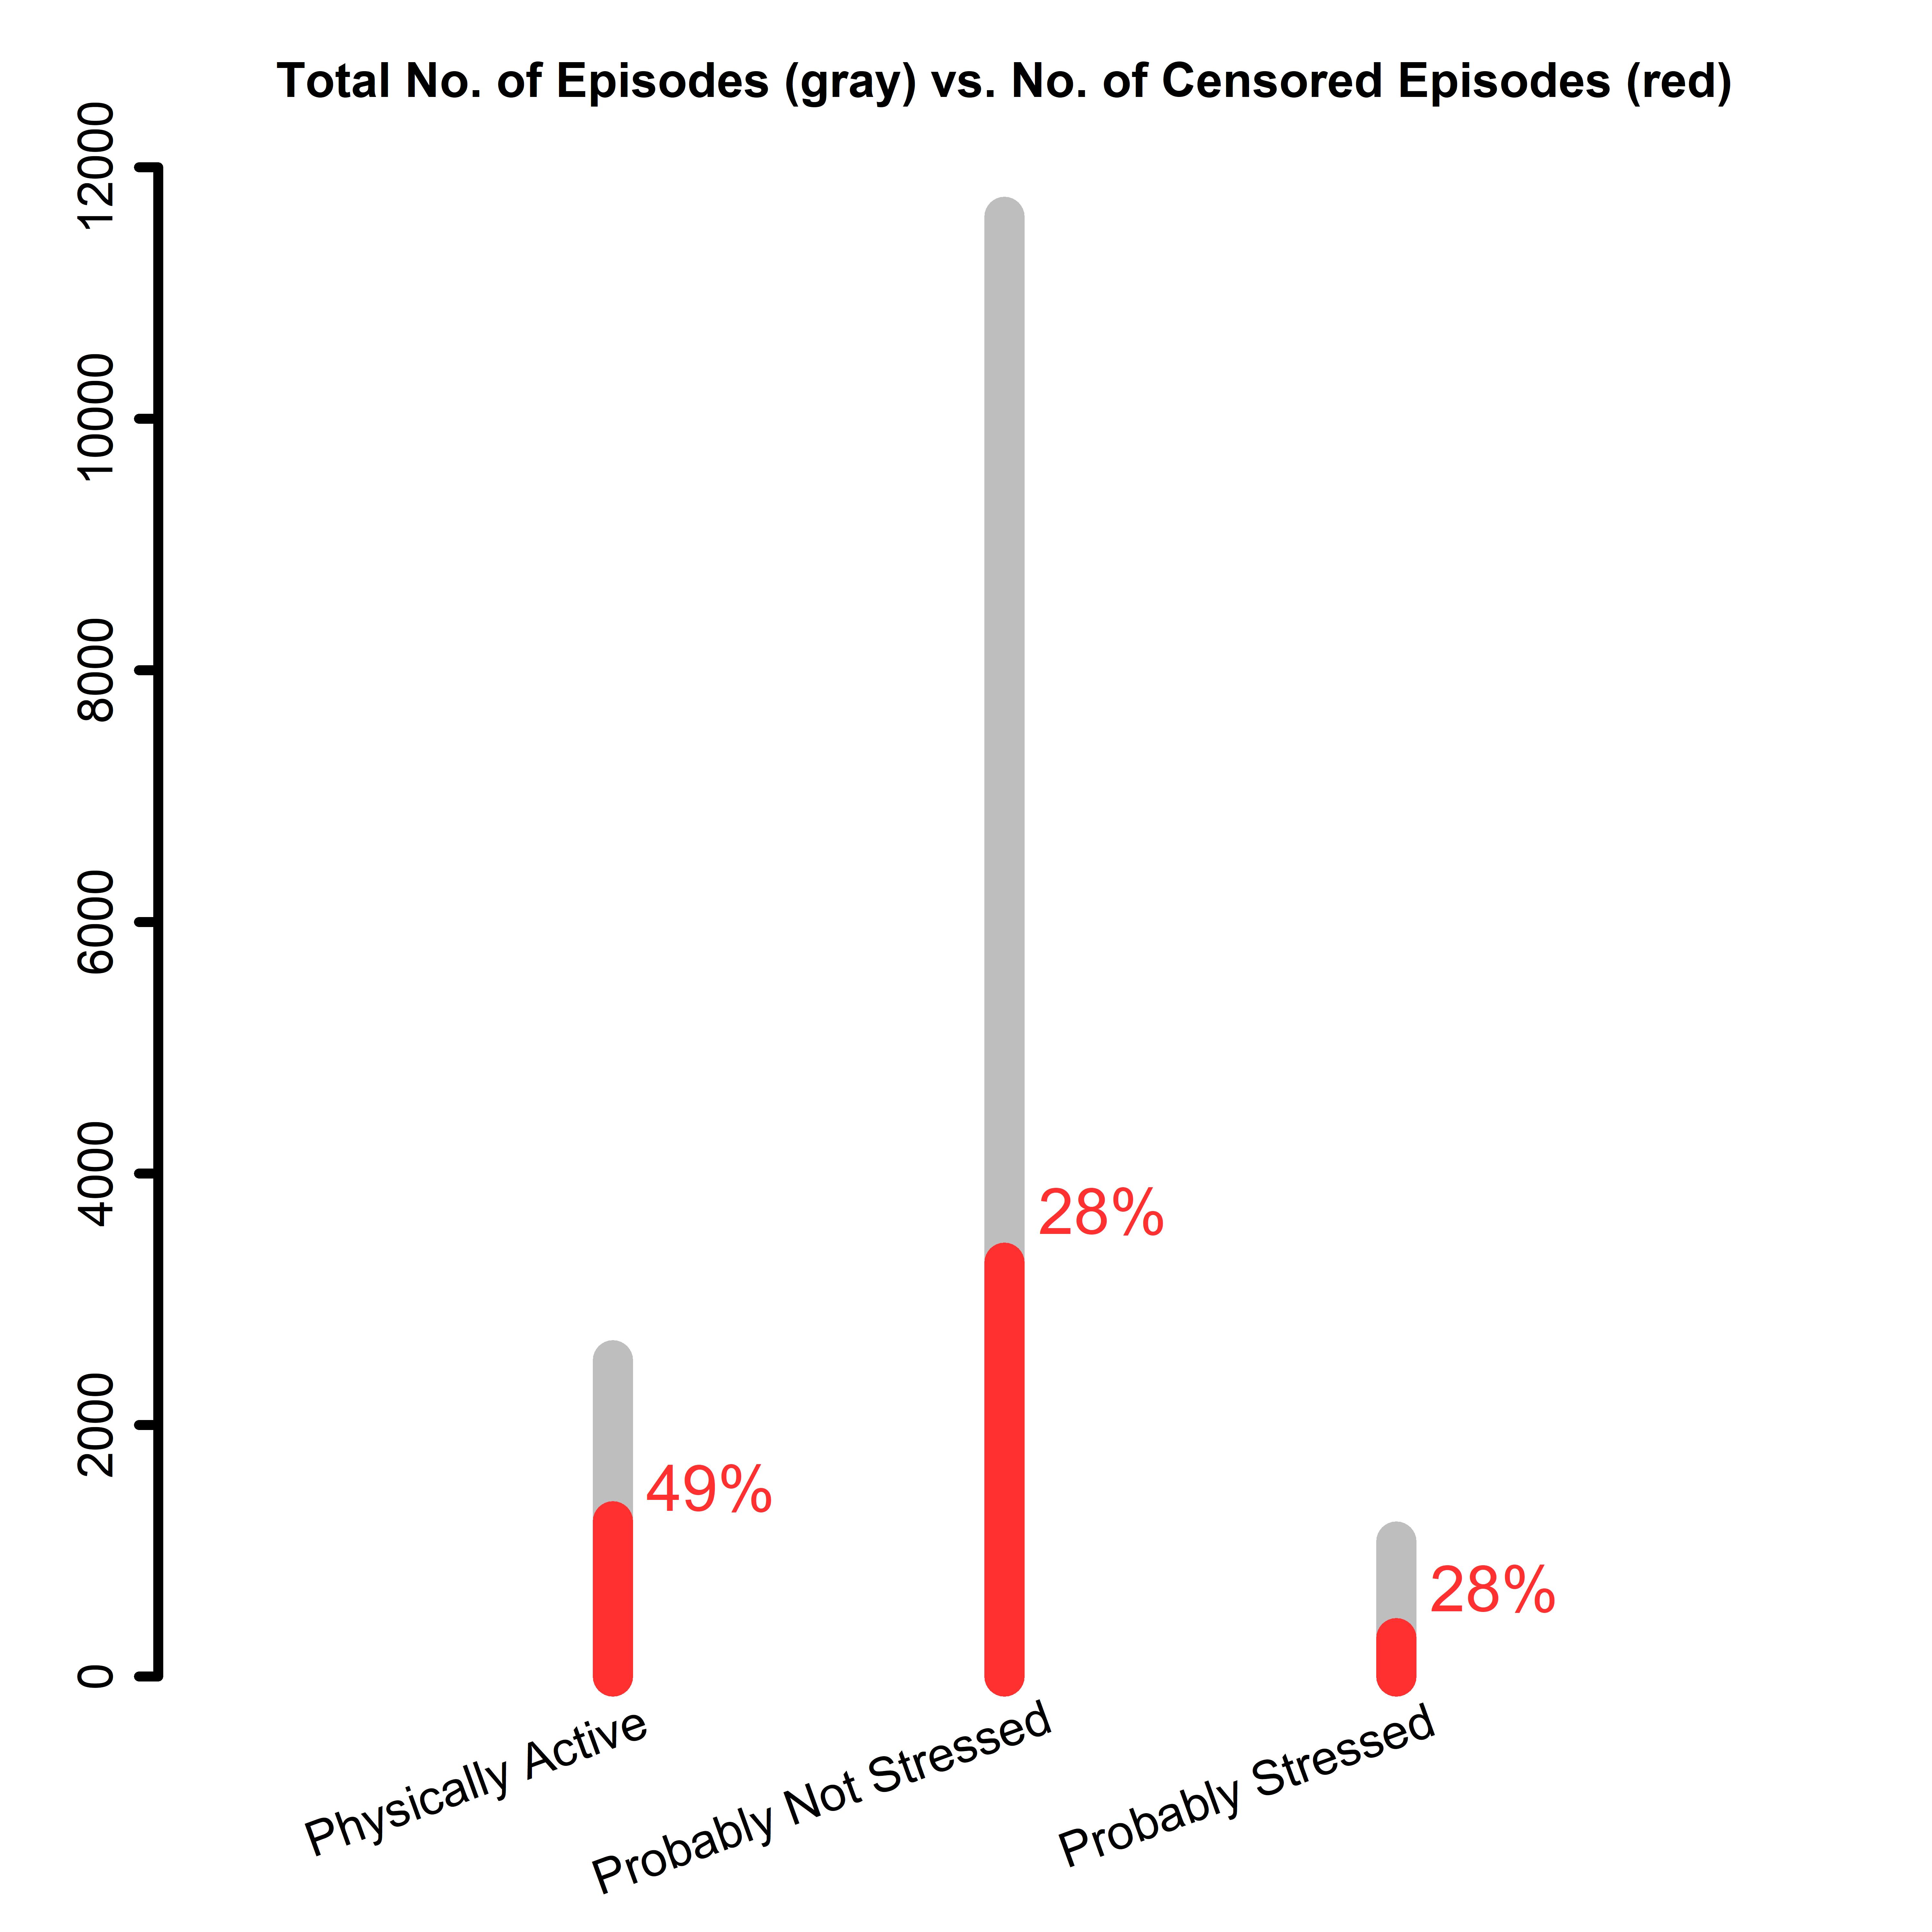 Total No. of Episodes (gray) vs. No. of Censored Episodes (red)
12000
10000
8000
6000
4000
2000
0
28%
49%
28%
Physically Active
Probably Not Stressed
Probably Stressed